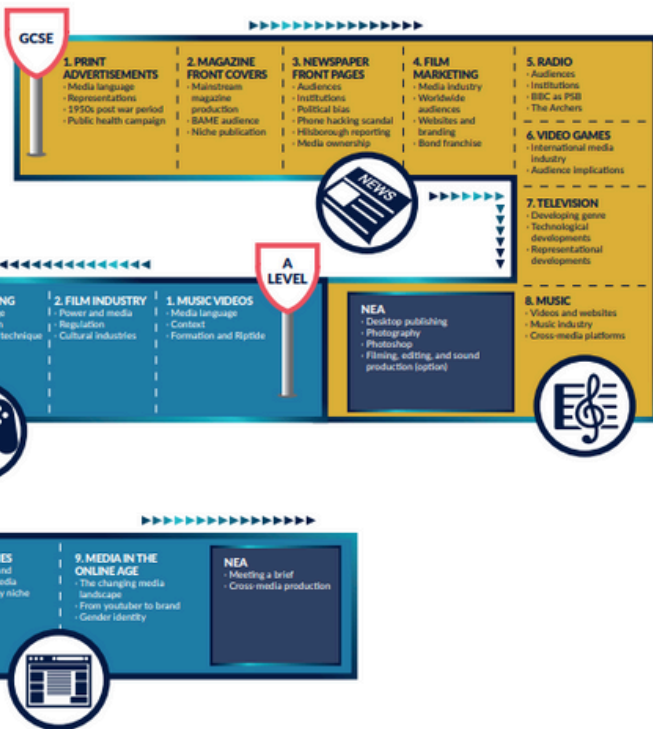 GCSE
1. PRINT
ADVERTISEMENTS
· Media language
· Representations
· 1950s post war period
· Public health campaign
2. MAGAZINE
FRONT COVERS
· Mainstream
magazine
production
· BAME audience
· Niche publication
3. NEWSPAPER
FRONT PAGES
· Audiences
· Institutions
· Political bias
· Phone hacking scandal
· Hilsborough reporting
· Media ownership
4. FILM
MARKETING
· Media industry
· Worldwide
audiences
· Websites and
branding
· Bond franchise
5. RADIO
· Audiences
· Institutions
· BBC as PSB
· The Archers
6. VIDEO GAMES
· International media
industry
· Audience implications
NEWS
7. TELEVISION
· Developing genre
· Technological
developments
· Representational
developments
8. MUSIC
· Videos and websites
· Music industry
· Cross-media platforms
NEA
· Desktop publishing
· Photography
· Photoshop
· Filming, editing, and sound
production (option)
A
LEVEL
1. MUSIC VIDEOS
· Media language
· Context
· Formation and Riptide
2. FILM INDUSTRY
· Power and media
· Regulation
· Cultural industries
NG
e
n
technique
ES
nd
edia
y niche
9. MEDIA IN THE
ONLINE AGE
· The changing media
landscape
· From youtuber to brand
· Gender identity
NEA
· Meeting a brief
· Cross-media production